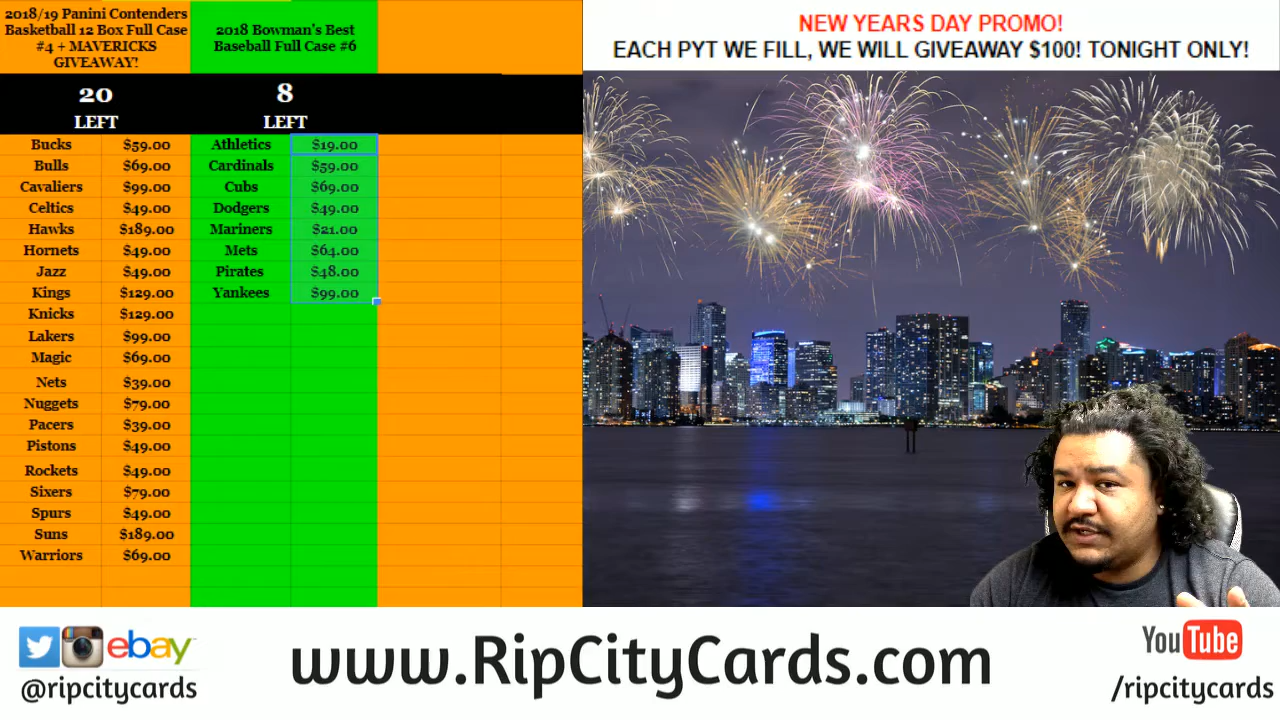 2018/19 Panini Contenders
Basketball 12 Box Full Case
#4 + MAVERICKS
GIVEAWAY!
20
LEFT
Bucks $59.00
Bulls $69.00
Cavaliers $99.00
Celtics $49.00
Hawks $189.00
Hornets $49.00
Jazz $49.00
Kings $129.00
Knicks $129.00
Lakers $99.00
Magic $69.00
Nets $39.00
Nuggets $79.00
Pacers $39.00
Pistons $49.00
Rockets $49.00
Sixers $79.00
Spurs $49.00
Suns $189.00
Warriors $69.00
2018 Bowman's Best
Baseball Full Case #6
8
LEFT
Athletics $19.00
Cardinals $59.00
Cubs $69.00
Dodgers $49.00
Mariners $21.00
Mets $64.00
Pirates $48.00
Yankees $99.00
NEW YEARS DAY PROMO!
EACH PYT WE FILL, WE WILL GIVEAWAY $100! TONIGHT ONLY!
ebay
@ripcitycards
www.RipCityCards.com
YouTube
/ripcitycards